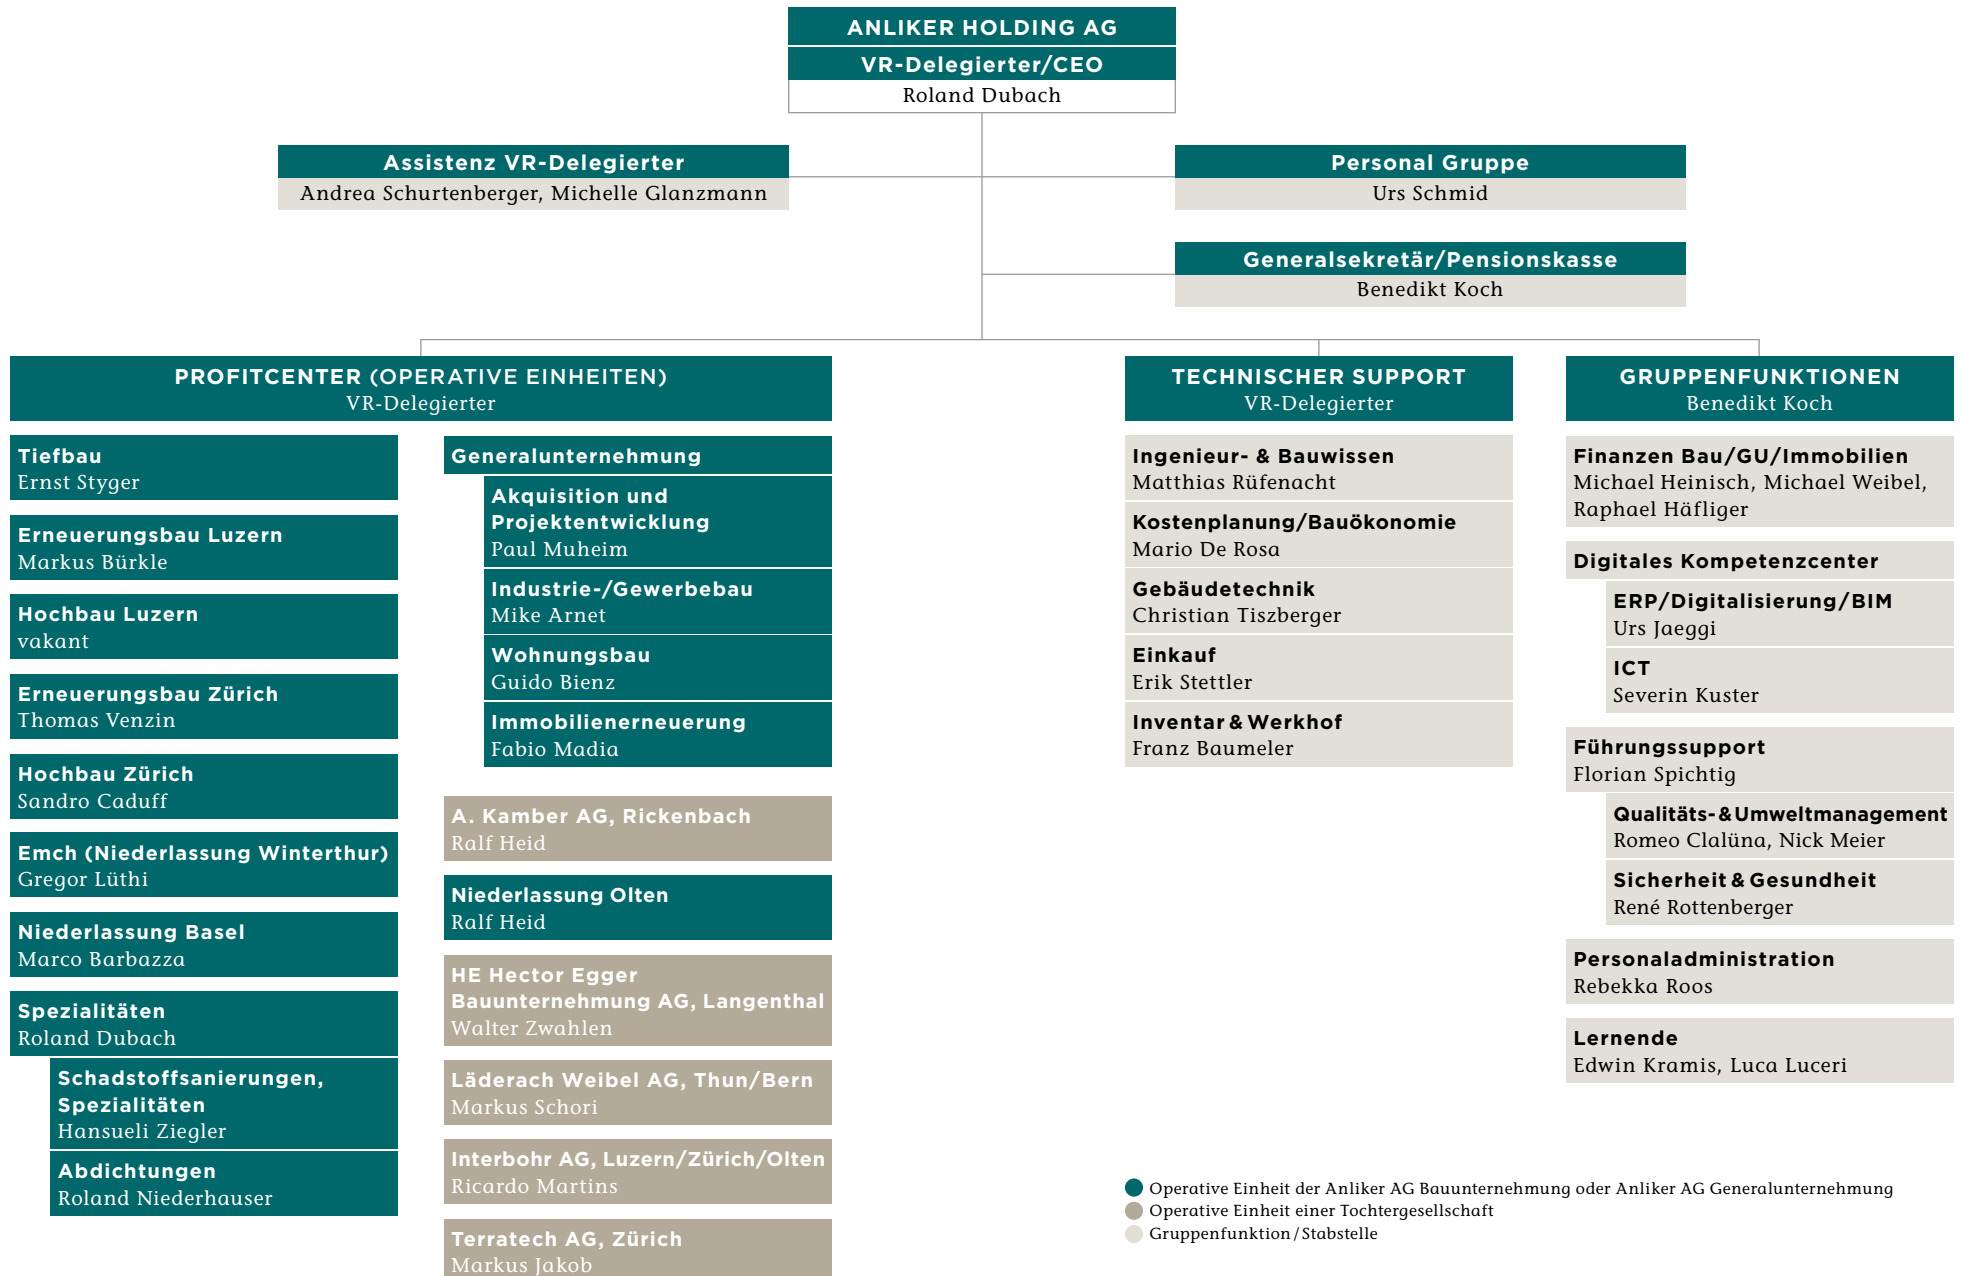 ANLIKER HOLDING AG
VR-Delegierter/CEO
Roland Dubach
Assistenz VR-Delegierter
Andrea Schurtenberger, Michelle Glanzmann
Personal Gruppe
Urs Schmid
Generalsekretär/Pensionskasse
Benedikt Koch
PROFITCENTER (OPERATIVE EINHEITEN)
VR-Delegierter
Tiefbau
Ernst Styger
Erneuerungsbau Luzern
Markus Bürkle
Hochbau Luzern
vakant
Erneuerungsbau Zürich
Thomas Venzin
Hochbau Zürich
Sandro Caduff
Emch (Niederlassung Winterthur)
Gregor Lüthi
Niederlassung Basel
Marco Barbazza
Spezialitäten
Roland Dubach
Schadstoffsanierungen,
Spezialitäten
Hansueli Ziegler
Abdichtungen
Roland Niederhauser
Generalunternehmung
Akquisition und
Projektentwicklung
Paul Muheim
Industrie-/Gewerbebau
Mike Arnet
Wohnungsbau
Guido Bienz
Immobilienerneuerung
Fabio Madia
A. Kamber AG, Rickenbach
Ralf Heid
Niederlassung Olten
Ralf Heid
HE Hector Egger
Bauunternehmung AG, Langenthal
Walter Zwahlen
Läderach Weibel AG, Thun/Bern
Markus Schori
Interbohr AG, Luzern/Zürich/Olten
Ricardo Martins
Terratech AG, Zürich
Markus Jakob
TECHNISCHER SUPPORT
VR-Delegierter
Ingenieur- & Bauwissen
Matthias Rüfenacht
Kostenplanung/Bauökonomie
Mario De Rosa
Gebäudetechnik
Christian Tiszberger
Einkauf
Erik Stettler
Inventar & Werkhof
Franz Baumeler
GRUPPENFUNKTIONEN
Benedikt Koch
Finanzen Bau/GU/Immobilien
Michael Heinisch, Michael Weibel,
Raphael Häfliger
Digitales Kompetenzcenter
ERP/Digitalisierung/BIM
Urs Jaeggi
ICT
Severin Kuster
Führungssupport
Florian Spichtig
Qualitäts- & Umweltmanagement
Romeo Clalüna, Nick Meier
Sicherheit & Gesundheit
René Rottenberger
Personaladministration
Rebekka Roos
Lernende
Edwin Kramis, Luca Luceri
Operative Einheit der Anliker AG Bauunternehmung oder Anliker AG Generalunternehmung
Operative Einheit einer Tochtergesellschaft
Gruppenfunktion / Stabstelle